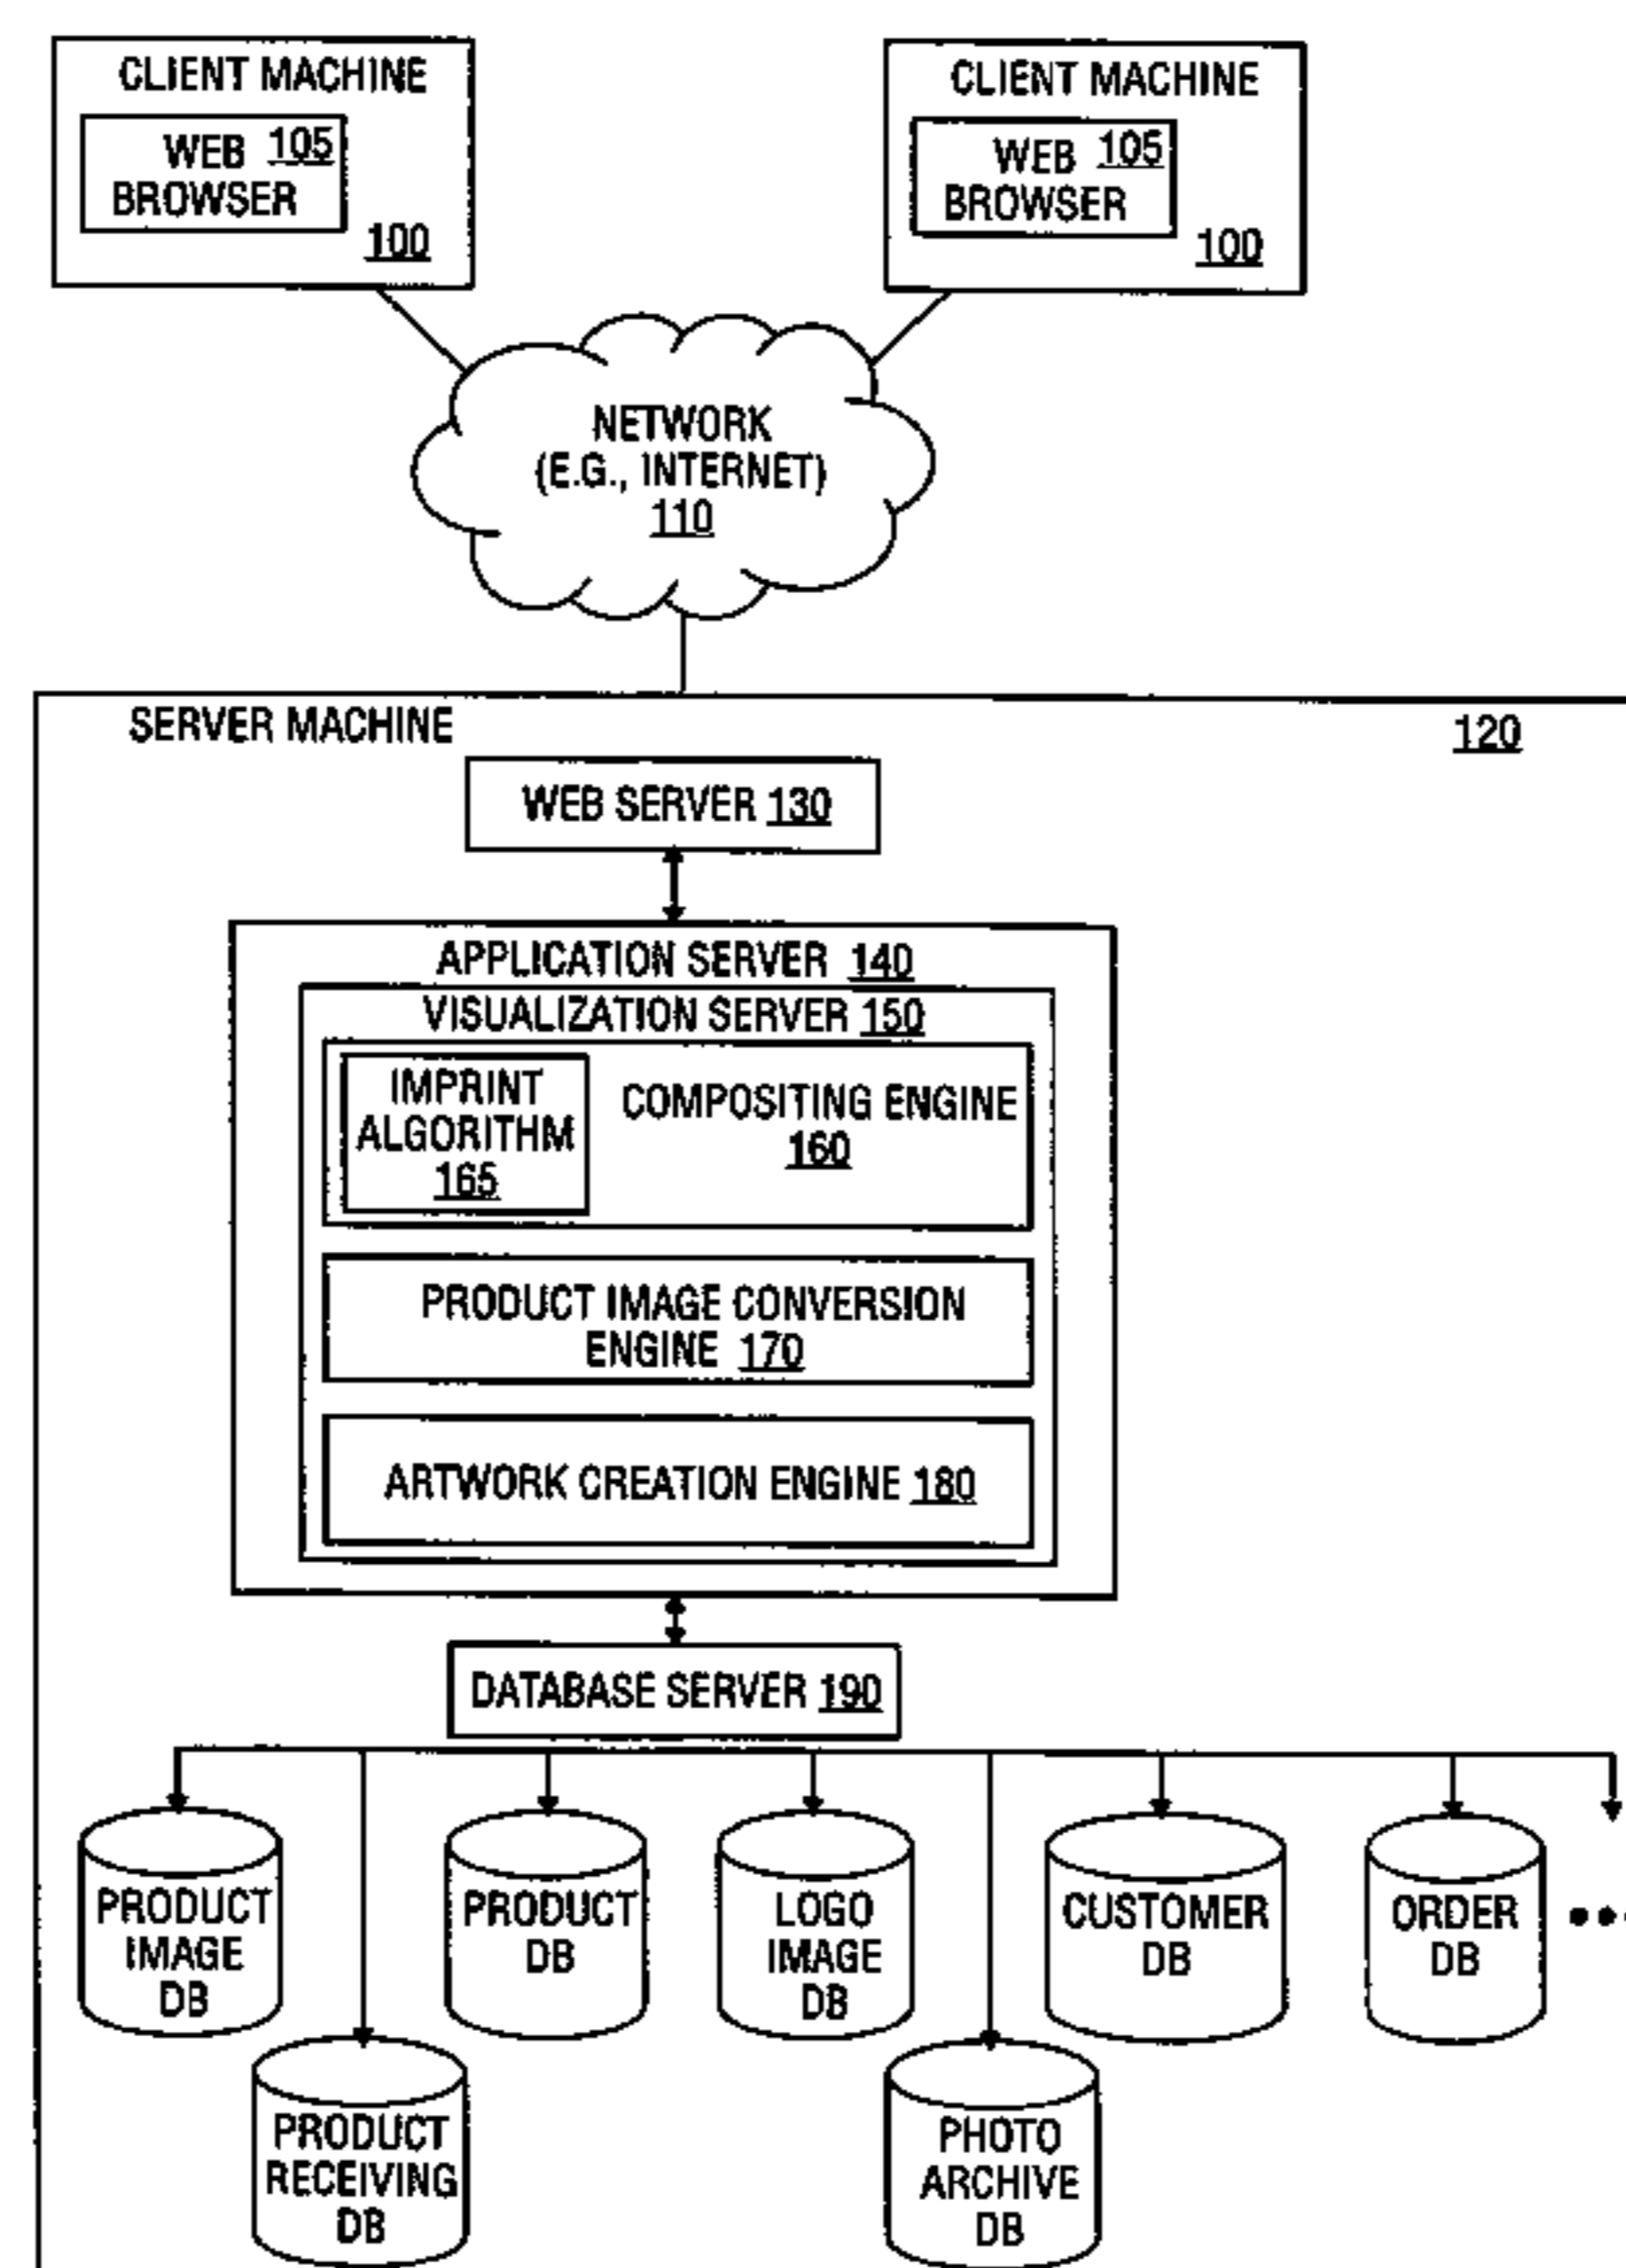 CLIENT MACHINE
WEB 105
BROWSER
100
CLIENT MACHINE
WEB 105
BROWSER
100
NETWORK
(E.G., INTERNET)
110
SERVER MACHINE
120
WEB SERVER 130
APPLICATION SERVER 140
VISUALIZATION SERVER 150
IMPRINT
ALGORITHM
165
COMPOSITING ENGINE
160
PRODUCT IMAGE CONVERSION
ENGINE 170
ARTWORK CREATION ENGINE 180
DATABASE SERVER 190
PRODUCT
IMAGE
DB
PRODUCT
DB
LOGO
IMAGE
DB
CUSTOMER
DB
ORDER
DB
PRODUCT
RECEIVING
DB
PHOTO
ARCHIVE
DB